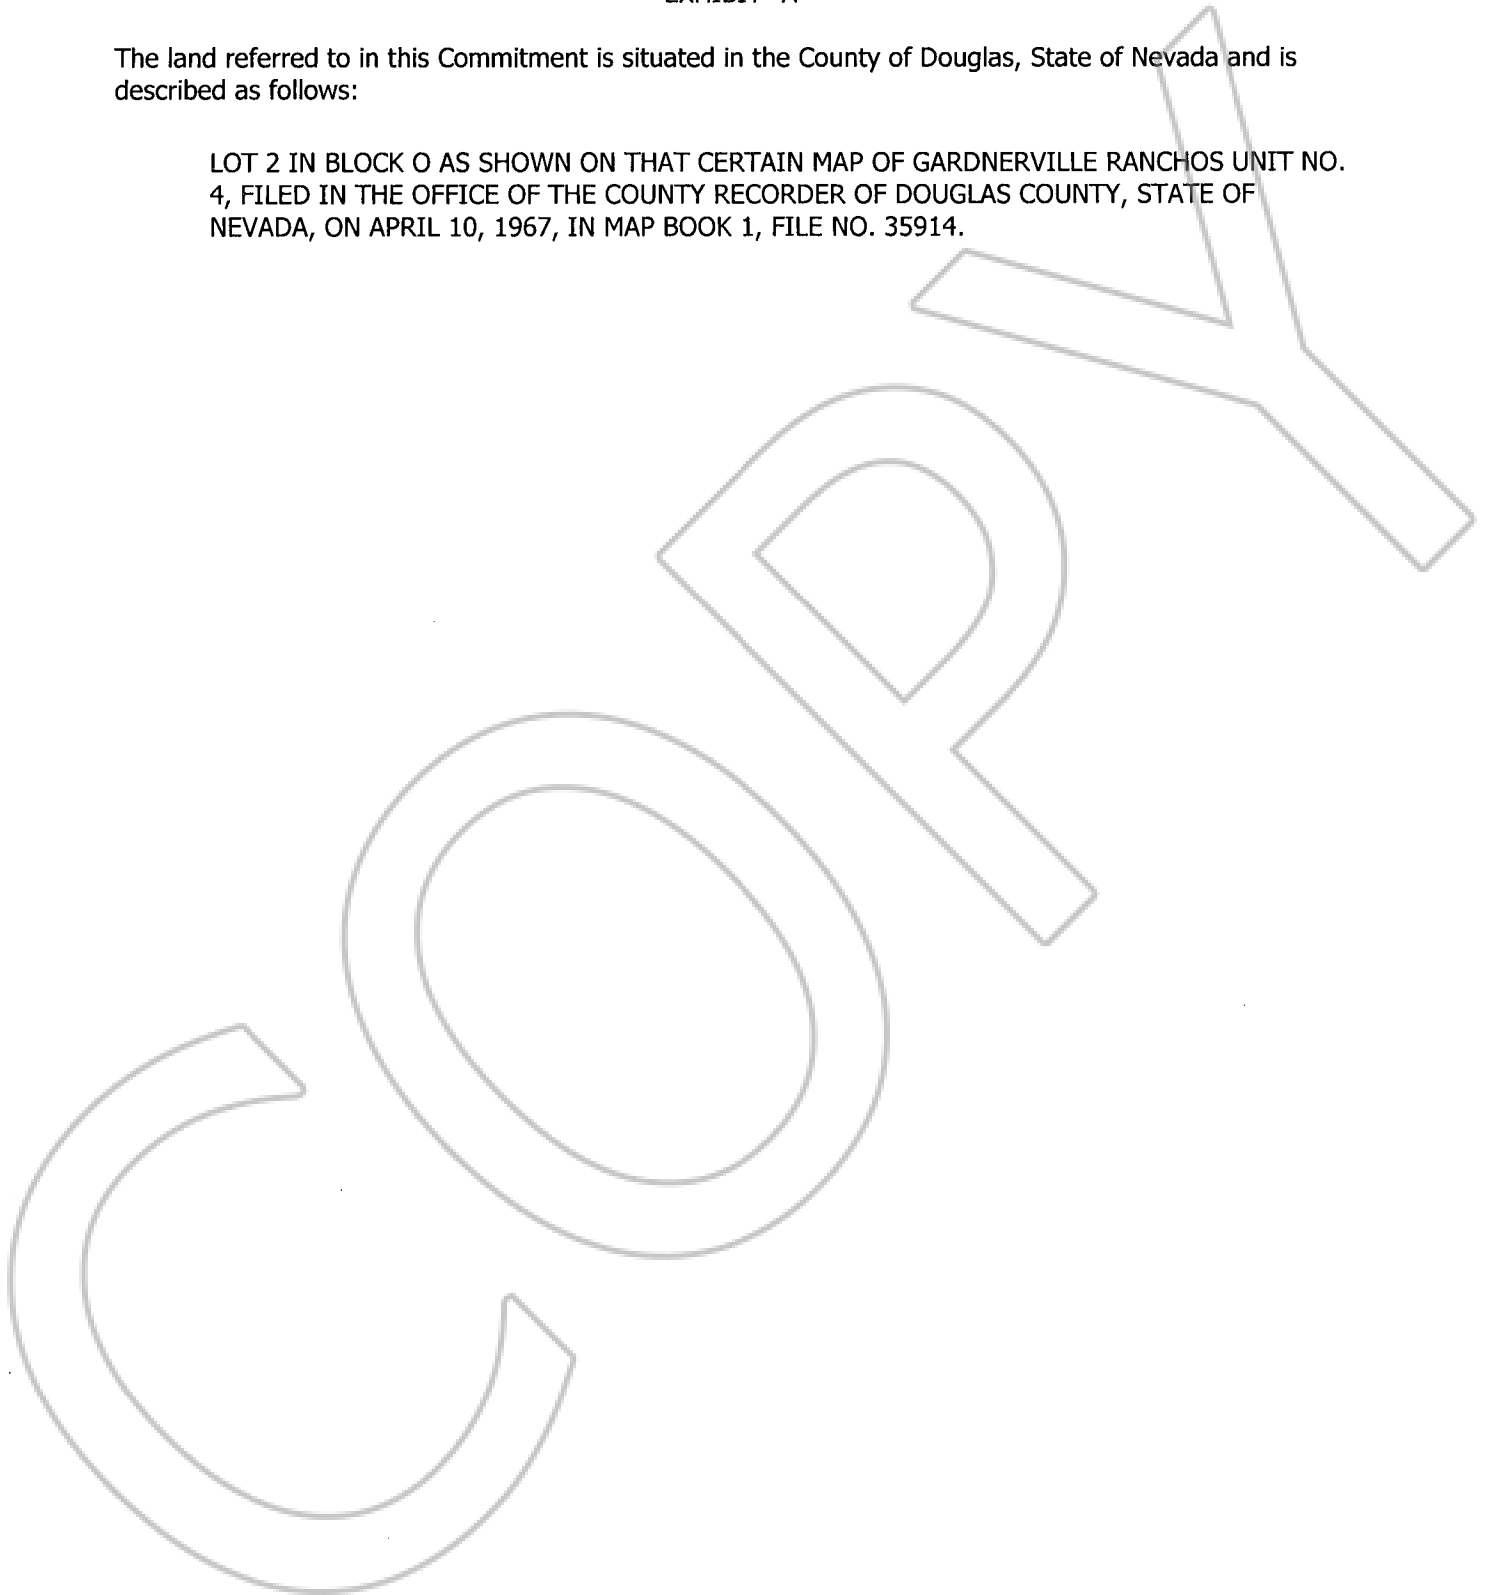 EXHIBIT "A"
The land referred to in this Commitment is situated in the County of Douglas, State of Nevada and is
described as follows:
LOT 2 IN BLOCK O AS SHOWN ON THAT CERTAIN MAP OF GARDNERVILLE RANCHOS UNIT NO.
4, FILED IN THE OFFICE OF THE COUNTY RECORDER OF DOUGLAS COUNTY, STATE OF
NEVADA, ON APRIL 10, 1967, IN MAP BOOK 1, FILE NO. 35914.
COPY